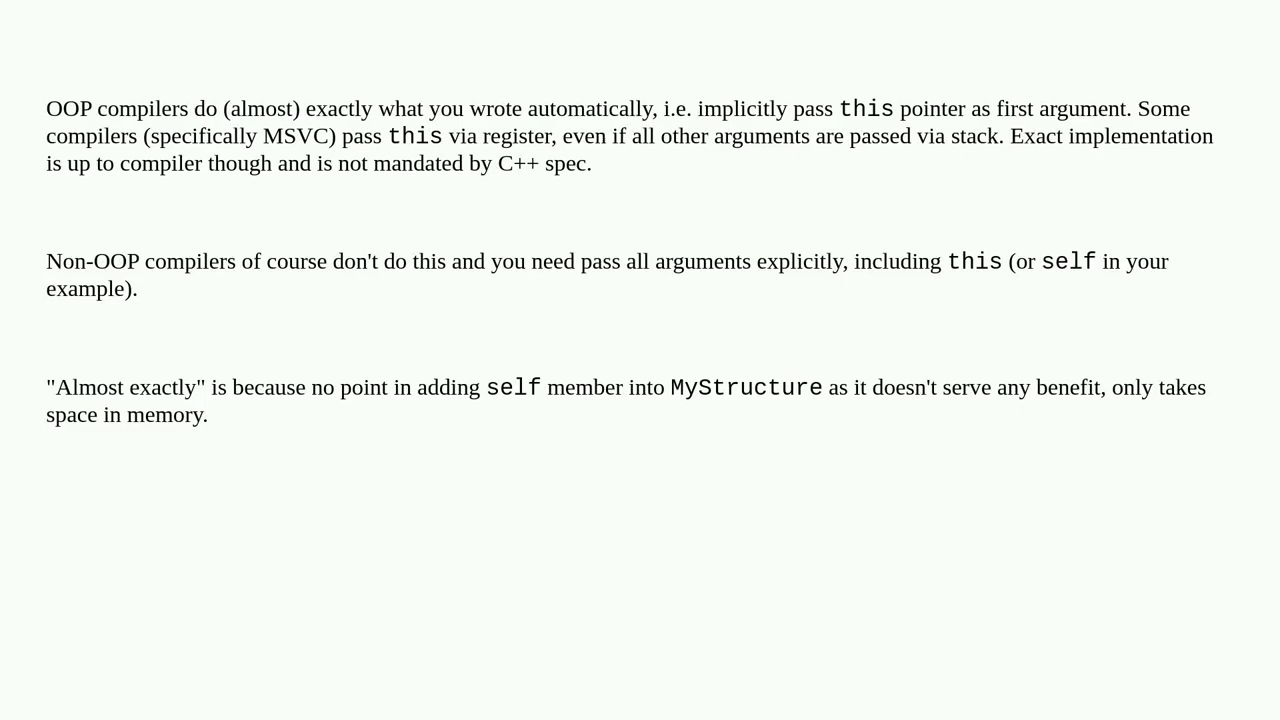 OOP compilers do (almost) exactly what you wrote automatically, i.e. implicitly pass this pointer as first argument. Some
compilers (specifically MSVC) pass this via register, even if all other arguments are passed via stack. Exact implementation
is up to compiler though and is not mandated by C++ spec.
Non-OOP compilers of course don't do this and you need pass all arguments explicitly, including this (or self in your
example).
"Almost exactly" is because no point in adding self member into MyStructure as it doesn't serve any benefit, only takes
space in memory.